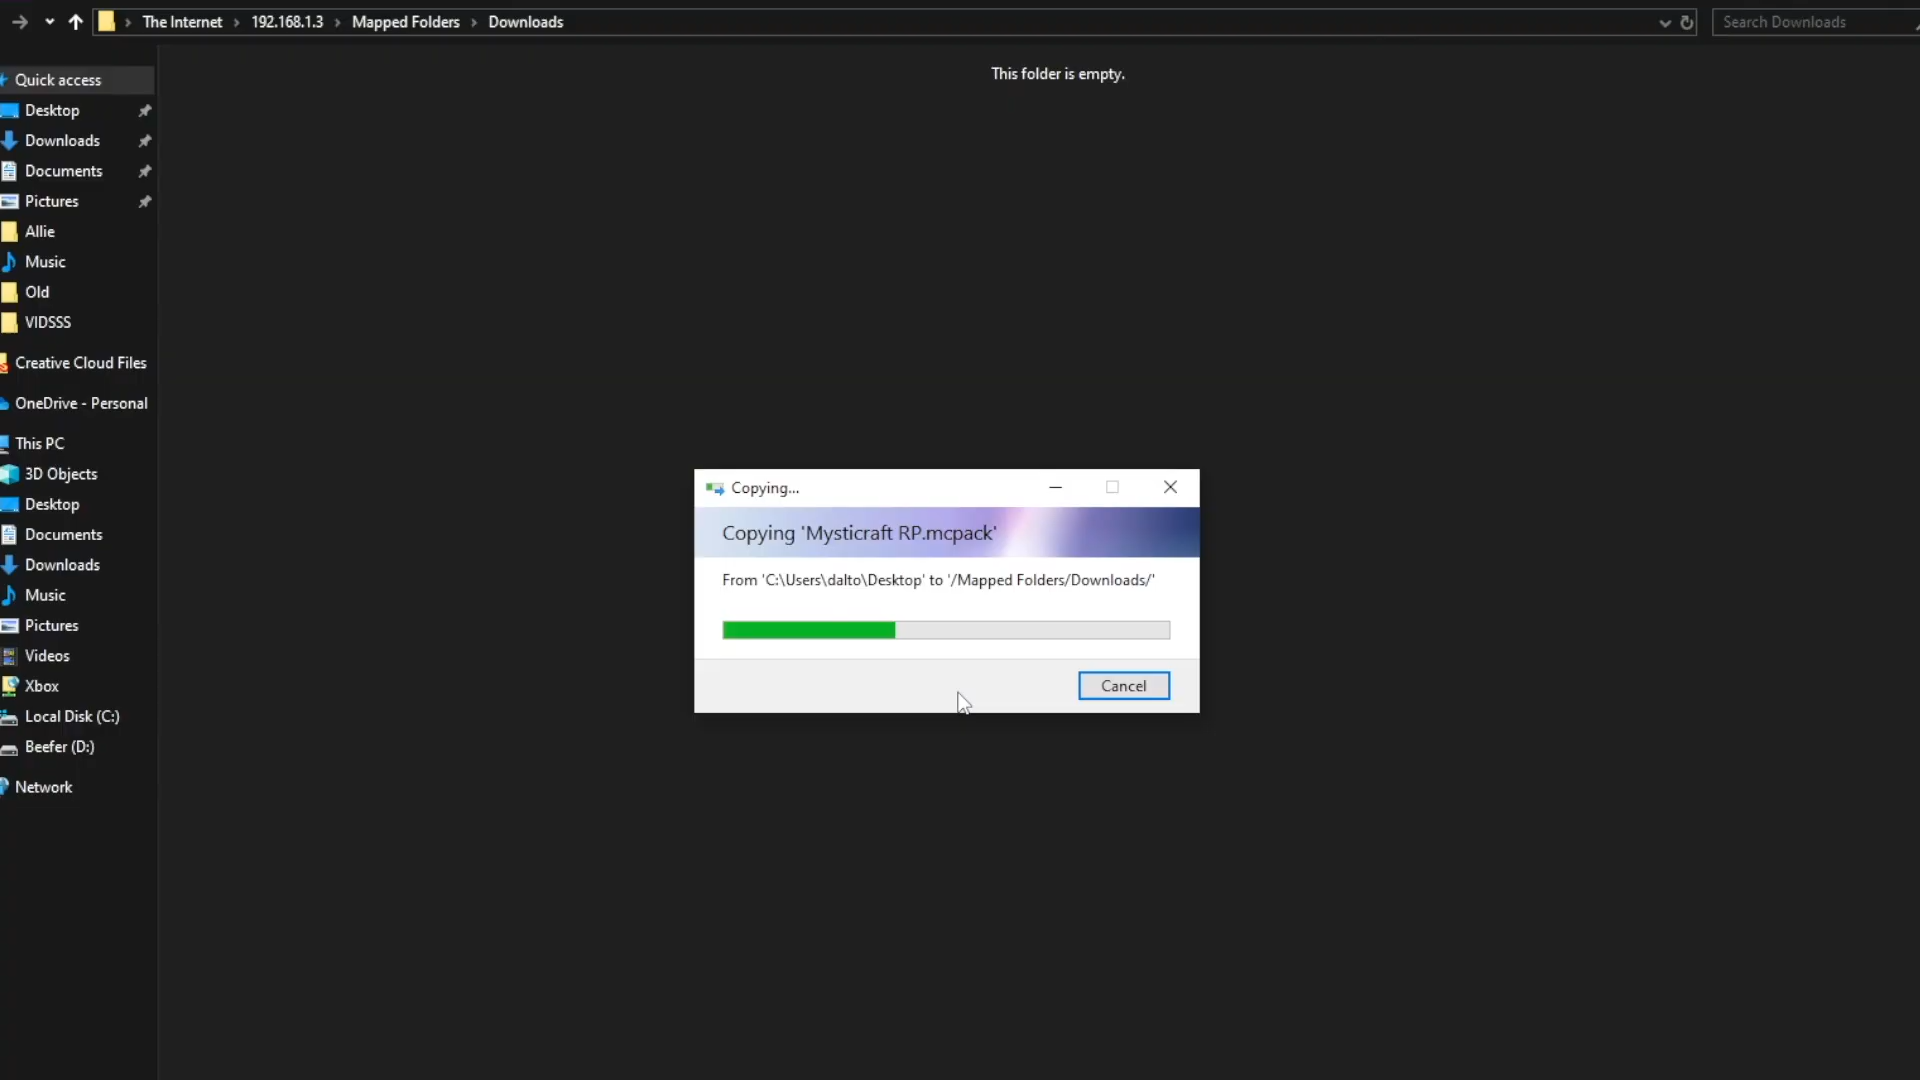 The Internet > 192.168.1.3 > Mapped Folders > Downloads
Search Downloads
This folder is empty.
Quick access
Desktop
Downloads
Documents
Pictures
Allie
Music
Old
VIDSSS
Creative Cloud Files
OneDrive - Personal
This PC
3D Objects
Desktop
Documents
Downloads
Music
Pictures
Videos
Xbox
Local Disk (C:)
Beefer (D:)
Network
Copying...
Copying 'Mysticraft RP.mcpack'
From 'C:\Users\dalto\Desktop' to '/Mapped Folders/Downloads/'
Cancel